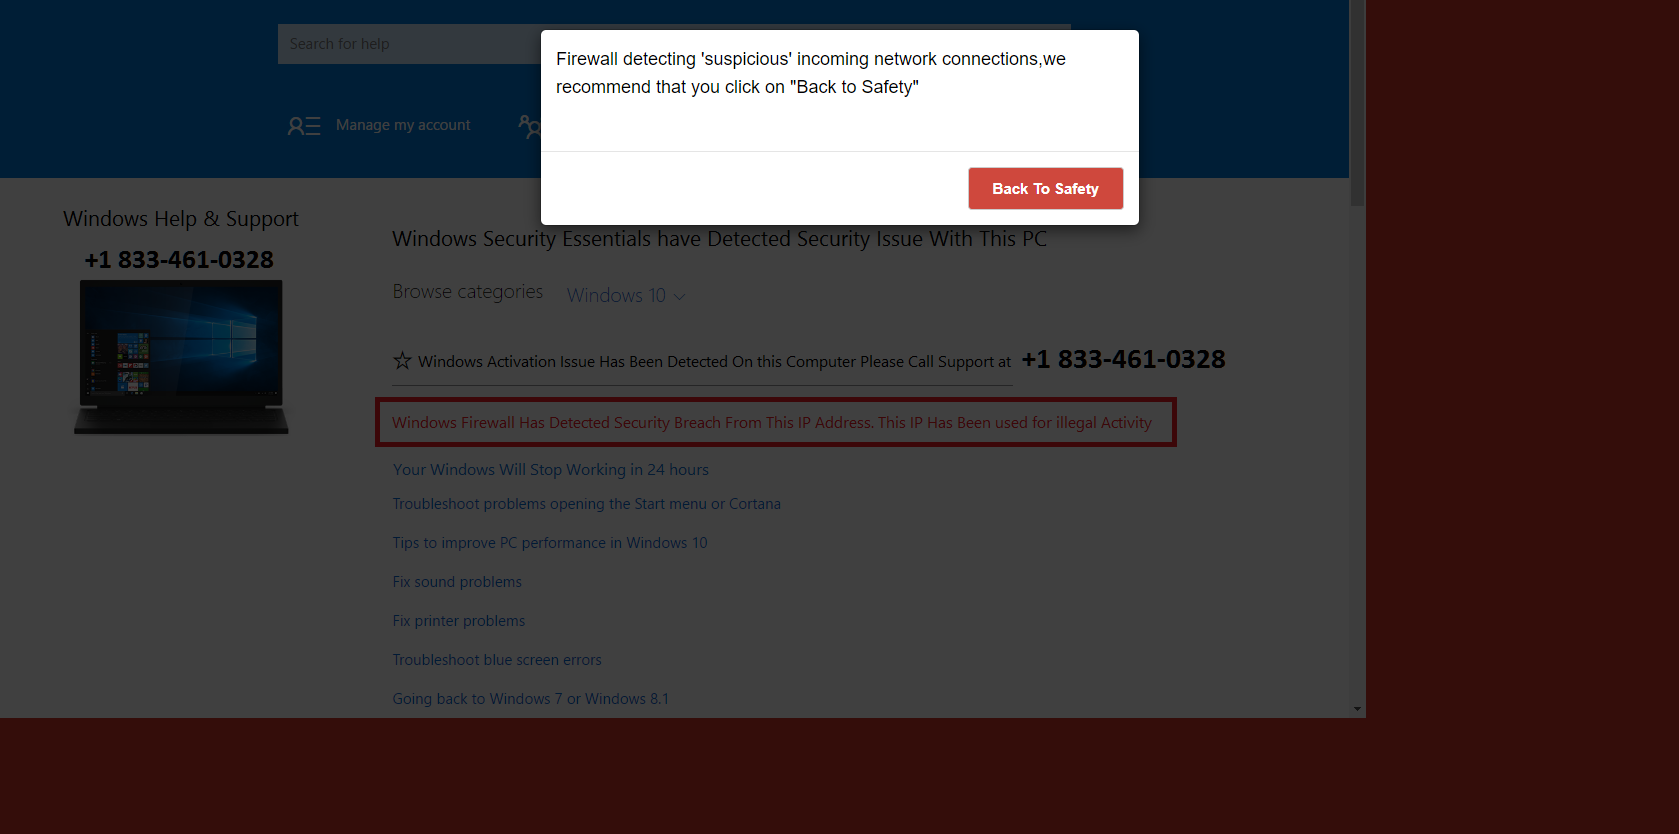 Search for help
Firewall detecting 'suspicious' incoming network connections,we
recommend that you click on "Back to Safety"
Manage my account
Back To Safety
Windows Help & Support
+1 833-461-0328
Windows Security Essentials have Detected Security Issue With This PC
Browse categories Windows 10
Windows Activation Issue Has Been Detected On this Computer Please Call Support at +1 833-461-0328
Windows Firewall Has Detected Security Breach From This IP Address. This IP Has Been used for illegal Activity
Your Windows Will Stop Working in 24 hours
Troubleshoot problems opening the Start menu or Cortana
Tips to improve PC performance in Windows 10
Fix sound problems
Fix printer problems
Troubleshoot blue screen errors
Going back to Windows 7 or Windows 8.1